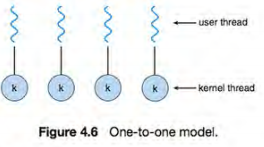 user thread
k k k k
kernel thread
Figure 4.6 One-to-one model.